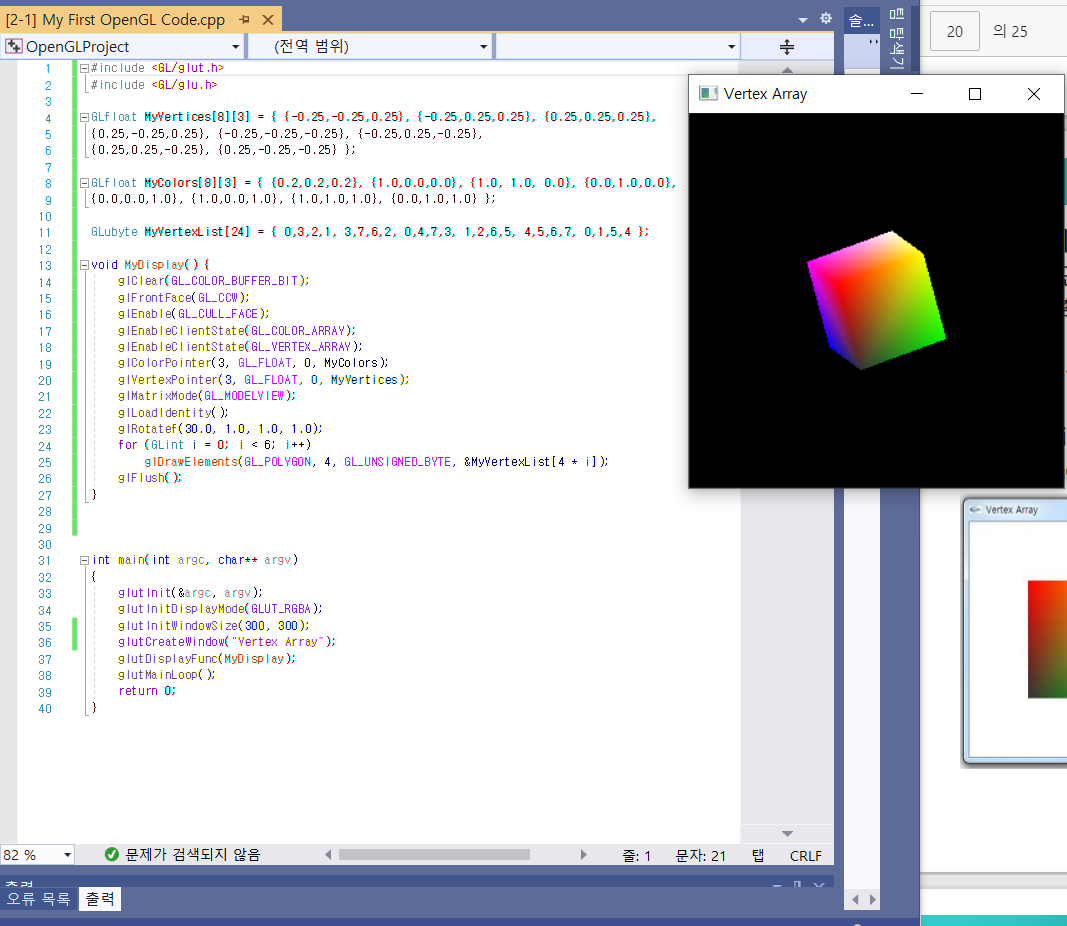 [2-1] My First OpenGL Code.cpp
OpenGLProject
(전역 범위)
솔...
20
의 25
1 #include <GL/glut.h>
2 #include <GL/glu.h>
3
4 GLfloat MyVertices[8][3] = { {-0.25,-0.25,0.25}, {-0.25,0.25,0.25}, {0.25,0.25,0.25},
5 {0.25,-0.25,0.25}, {-0.25,-0.25,-0.25}, {-0.25,0.25,-0.25},
6 {0.25,0.25,-0.25}, {0.25,-0.25,-0.25} };
7
8 GLfloat MyColors[8][3] = { {0.2,0.2,0.2}, {1.0,0.0,0.0}, {1.0, 1.0, 0.0}, {0.0,1.0,0.0},
9 {0.0,0.0,1.0}, {1.0,0.0,1.0}, {1.0,1.0,1.0}, {0.0,1.0,1.0} };
10
11 GLubyte MyVertexList[24] = { 0,3,2,1, 3,7,6,2, 0,4,7,3, 1,2,6,5, 4,5,6,7, 0,1,5,4 };
12
13 void MyDisplay() {
14 glClear(GL_COLOR_BUFFER_BIT);
15 glFrontFace(GL_CCW);
16 glEnable(GL_CULL_FACE);
17 glEnableClientState(GL_COLOR_ARRAY);
18 glEnableClientState(GL_VERTEX_ARRAY);
19 glColorPointer(3, GL_FLOAT, 0, MyColors);
20 glVertexPointer(3, GL_FLOAT, 0, MyVertices);
21 glMatrixMode(GL_MODELVIEW);
22 glLoadIdentity();
23 glRotatef(30.0, 1.0, 1.0, 1.0);
24 for (GLint i = 0; i < 6; i++)
25 glDrawElements(GL_POLYGON, 4, GL_UNSIGNED_BYTE, &MyVertexList[4 * i]);
26 glFlush();
27 }
28
29
30
31 int main(int argc, char** argv)
32 {
33 glutInit(&argc, argv);
34 glutInitDisplayMode(GLUT_RGBA);
35 glutInitWindowSize(300, 300);
36 glutCreateWindow("Vertex Array");
37 glutDisplayFunc(MyDisplay);
38 glutMainLoop();
39 return 0;
40 }
Vertex Array
Vertex Array
82 %
문제가 검색되지 않음
줄: 1
문자: 21
탭
CRLF
출력
오류 목록
출력